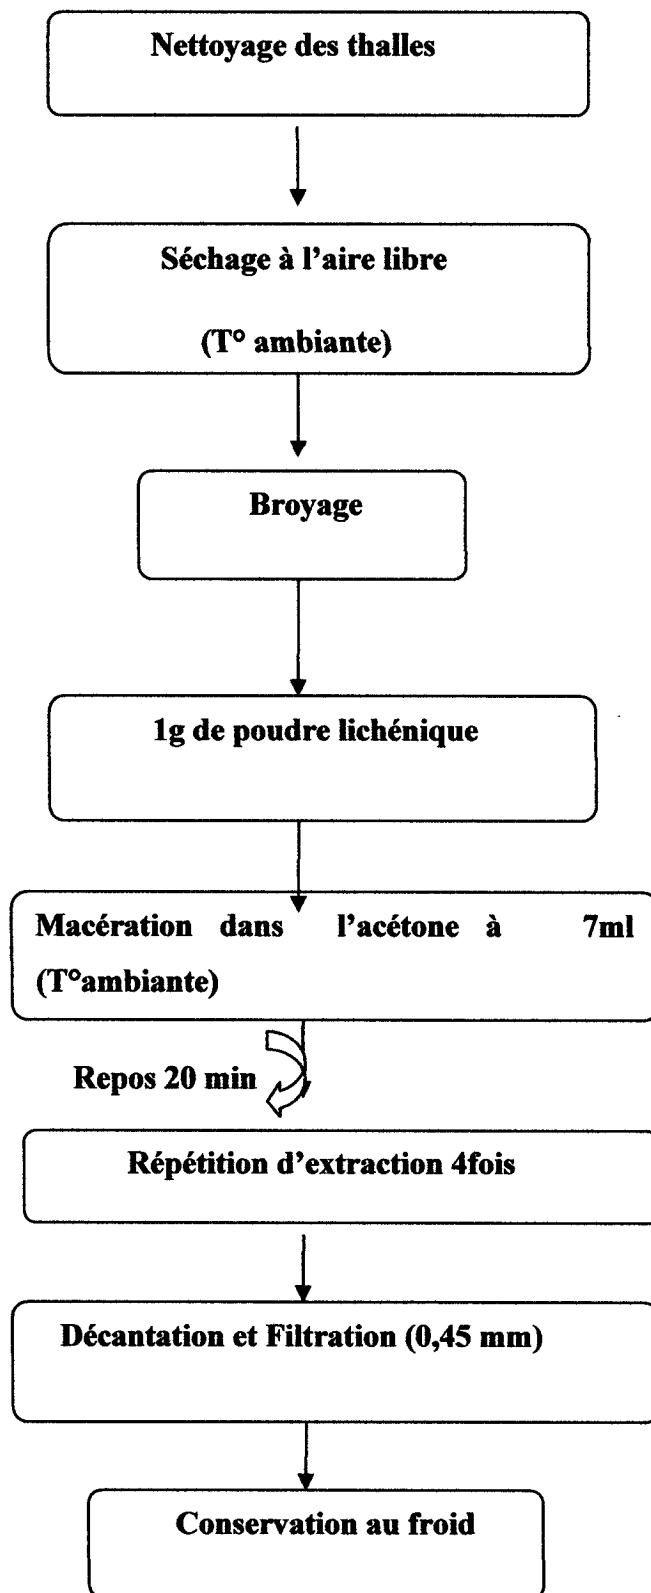 Nettoyage des thalles
Séchage à l'aire libre
(T° ambiante)
Broyage
1g de poudre lichénique
Macération dans l'acétone à 7ml
(T°ambiante)
Repos 20 min
Répétition d'extraction 4fois
Décantation et Filtration (0,45 mm)
Conservation au froid